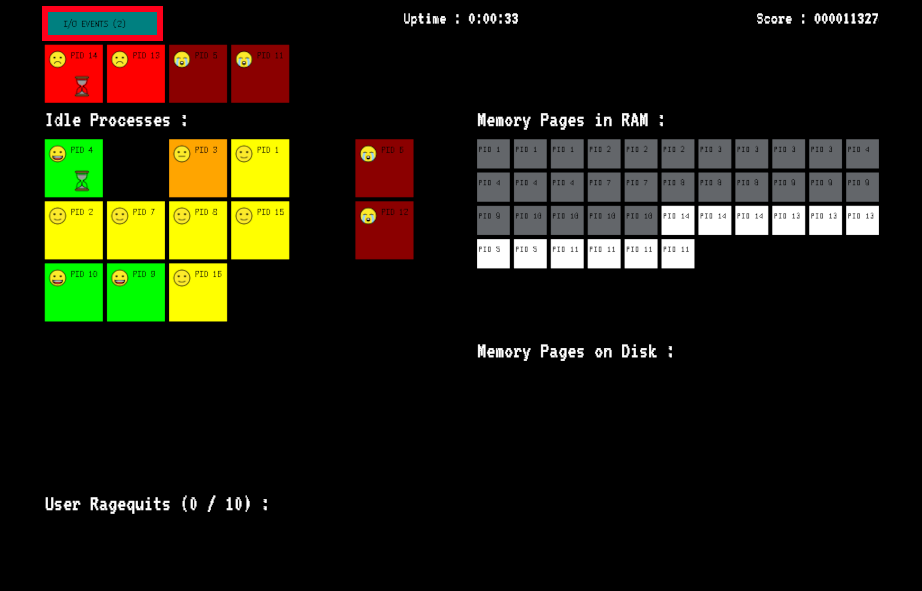 I/O EVENTS (2)
Uptime : 0:00:33
Score : 000011327
PID 14 PID 13 PID 5 PID 11
Idle Processes :
Memory Pages in RAM :
PID 4 PID 3 PID 1
PID 2 PID 7 PID 8 PID 15
PID 10 PID 9 PID 16
PID 1 PID 1 PID 1 PID 2 PID 2 PID 2 PID 3 PID 3 PID 3 PID 3 PID 4
PID 4 PID 4 PID 4 PID 7 PID 7 PID 8 PID 8 PID 8 PID 9 PID 9 PID 9
PID 9 PID 10 PID 10 PID 10 PID 10 PID 14 PID 14 PID 14 PID 13 PID 13 PID 13
PID 5 PID 5 PID 11 PID 11 PID 11 PID 11
Memory Pages on Disk :
User Ragequits (0 / 10) :